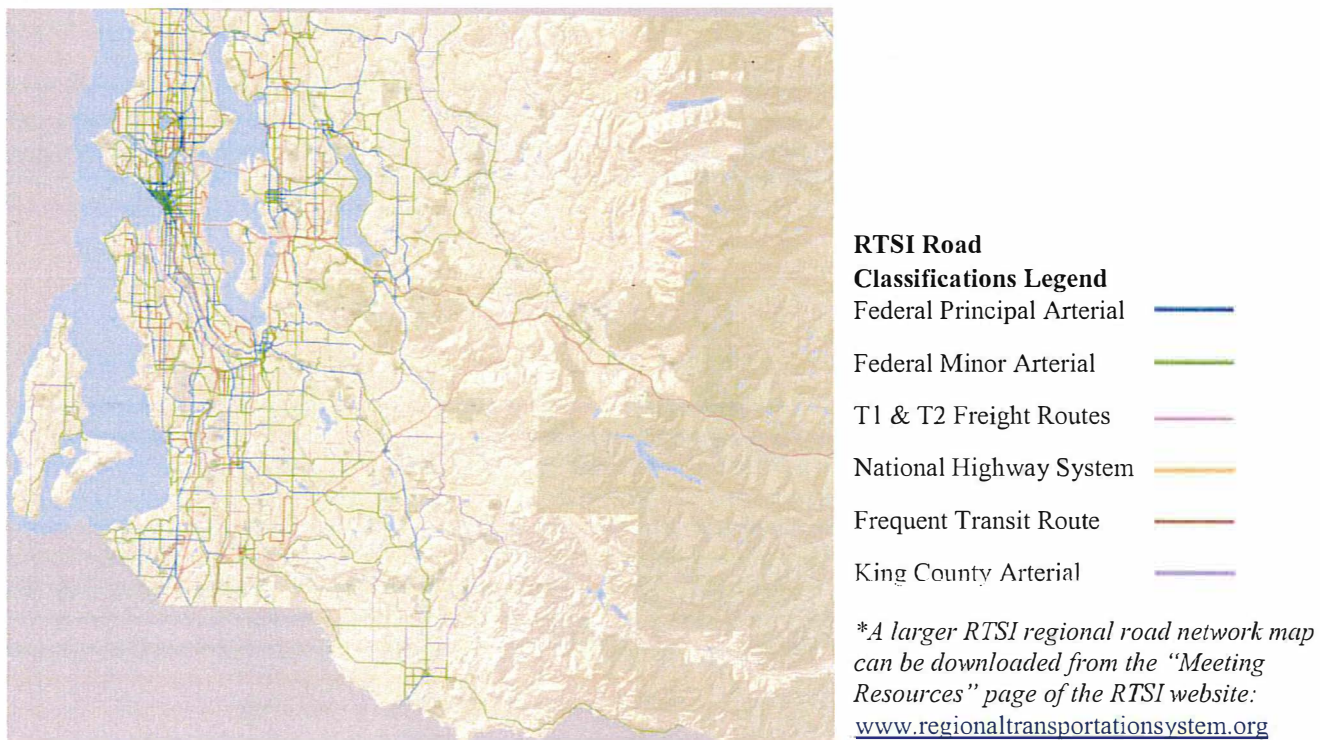 RTSI Road
Classifications Legend
Federal Principal Arterial
Federal Minor Arterial
T1 & T2 Freight Routes
National Highway System
Frequent Transit Route
King County Arterial
*A larger RTSI regional road network map
can be downloaded from the “Meeting
Resources” page of the RTSI website:
www.regionaltransportationsystem.org